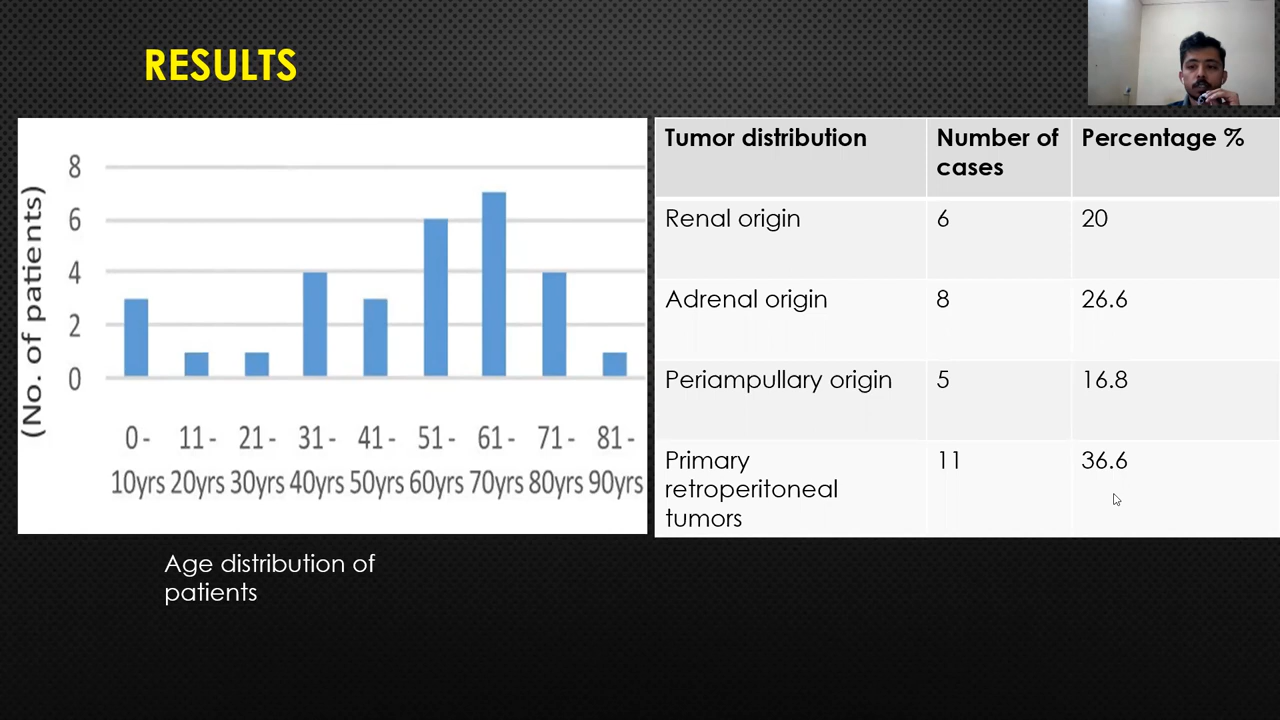 RESULTS
(No. of patients)
8
6
4
2
0
0 - 11 - 21 - 31 - 41 - 51 - 61 - 71 - 81 -
10yrs 20yrs 30yrs 40yrs 50yrs 60yrs 70yrs 80yrs 90yrs
Age distribution of
patients
Tumor distribution Number of Percentage %
cases
Renal origin 6 20
Adrenal origin 8 26.6
Periampullary origin 5 16.8
Primary 11 36.6
retroperitoneal
tumors